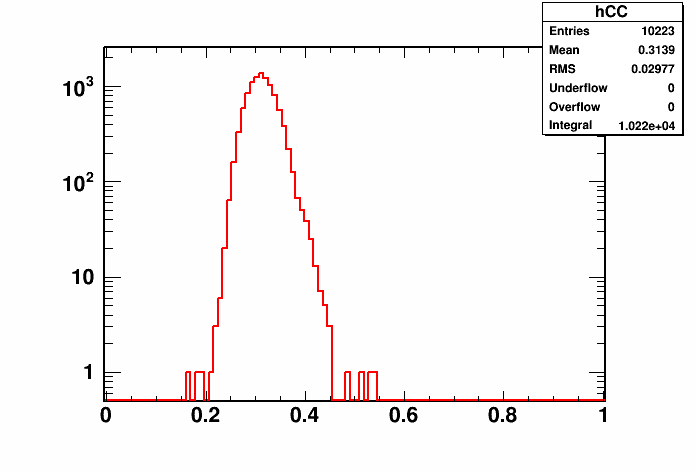 hCC
Entries 10223
Mean 0.3139
RMS 0.02977
Underflow 0
Overflow 0
Integral 1.022e+04
10³
10²
10
1
0 0.2 0.4 0.6 0.8 1